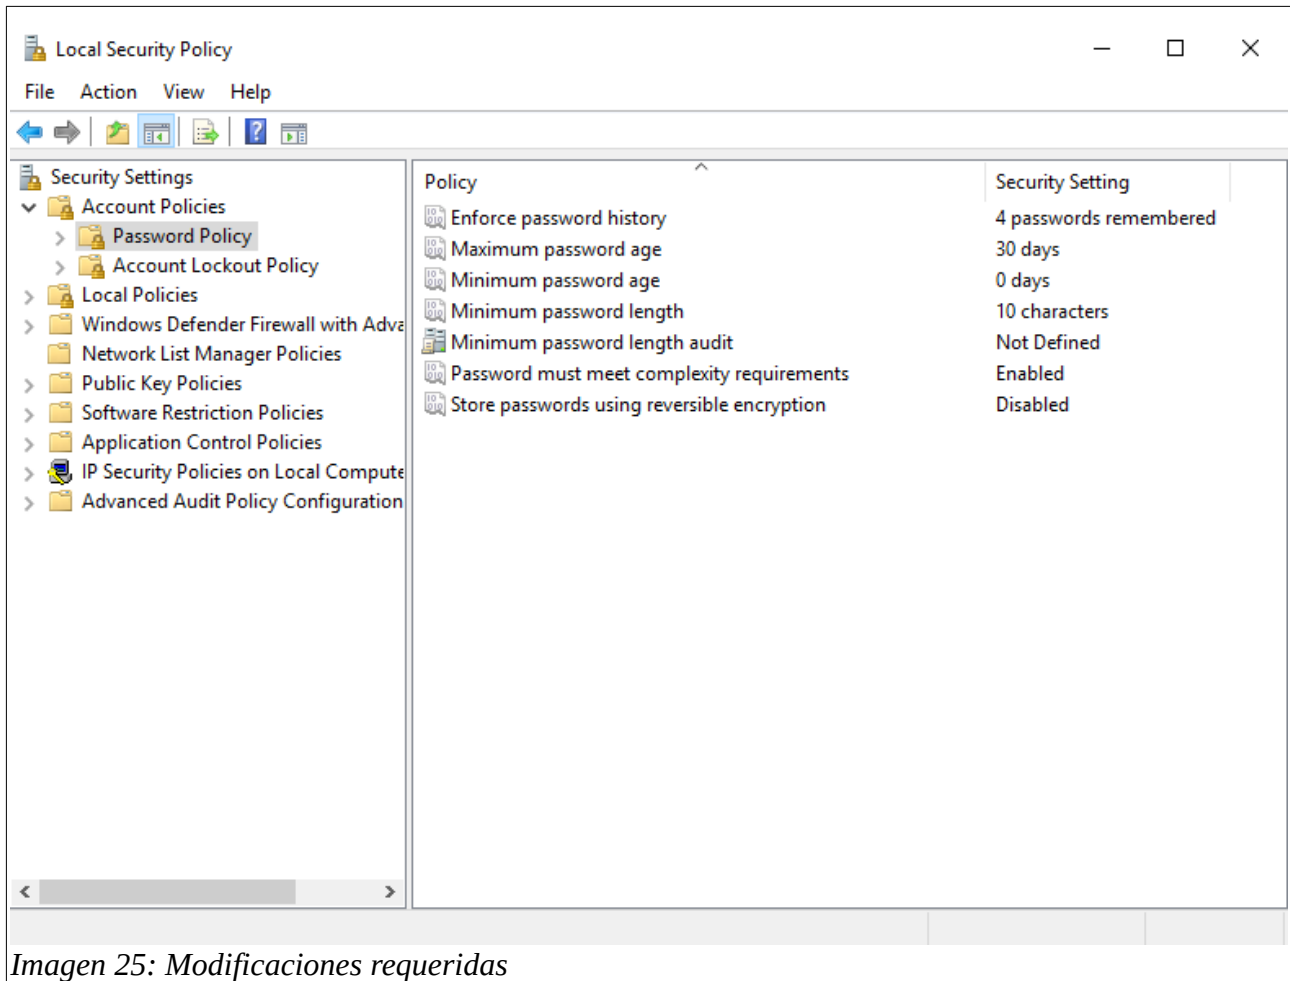 Local Security Policy
File Action View Help
Security Settings
Account Policies
Password Policy
Account Lockout Policy
Local Policies
Windows Defender Firewall with Adva
Network List Manager Policies
Public Key Policies
Software Restriction Policies
Application Control Policies
IP Security Policies on Local Compute
Advanced Audit Policy Configuration
Policy Security Setting
Enforce password history 4 passwords remembered
Maximum password age 30 days
Minimum password age 0 days
Minimum password length 10 characters
Minimum password length audit Not Defined
Password must meet complexity requirements Enabled
Store passwords using reversible encryption Disabled
Imagen 25: Modificaciones requeridas